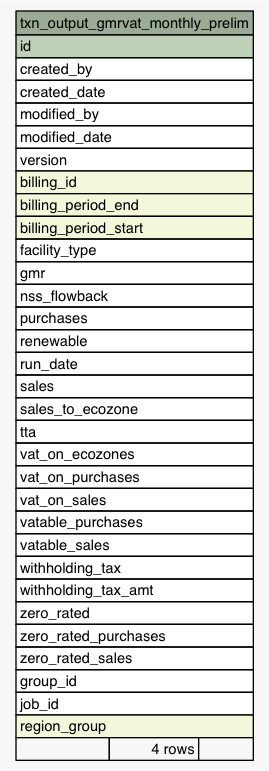 txn_output_gmrvat_monthly_prelim
id
created_by
created_date
modified_by
modified_date
version
billing_id
billing_period_end
billing_period_start
facility_type
gmr
nss_flowback
purchases
renewable
run_date
sales
sales_to_ecozone
tta
vat_on_ecozones
vat_on_purchases
vat_on_sales
vatable_purchases
vatable_sales
withholding_tax
withholding_tax_amt
zero_rated
zero_rated_purchases
zero_rated_sales
group_id
job_id
region_group
4 rows